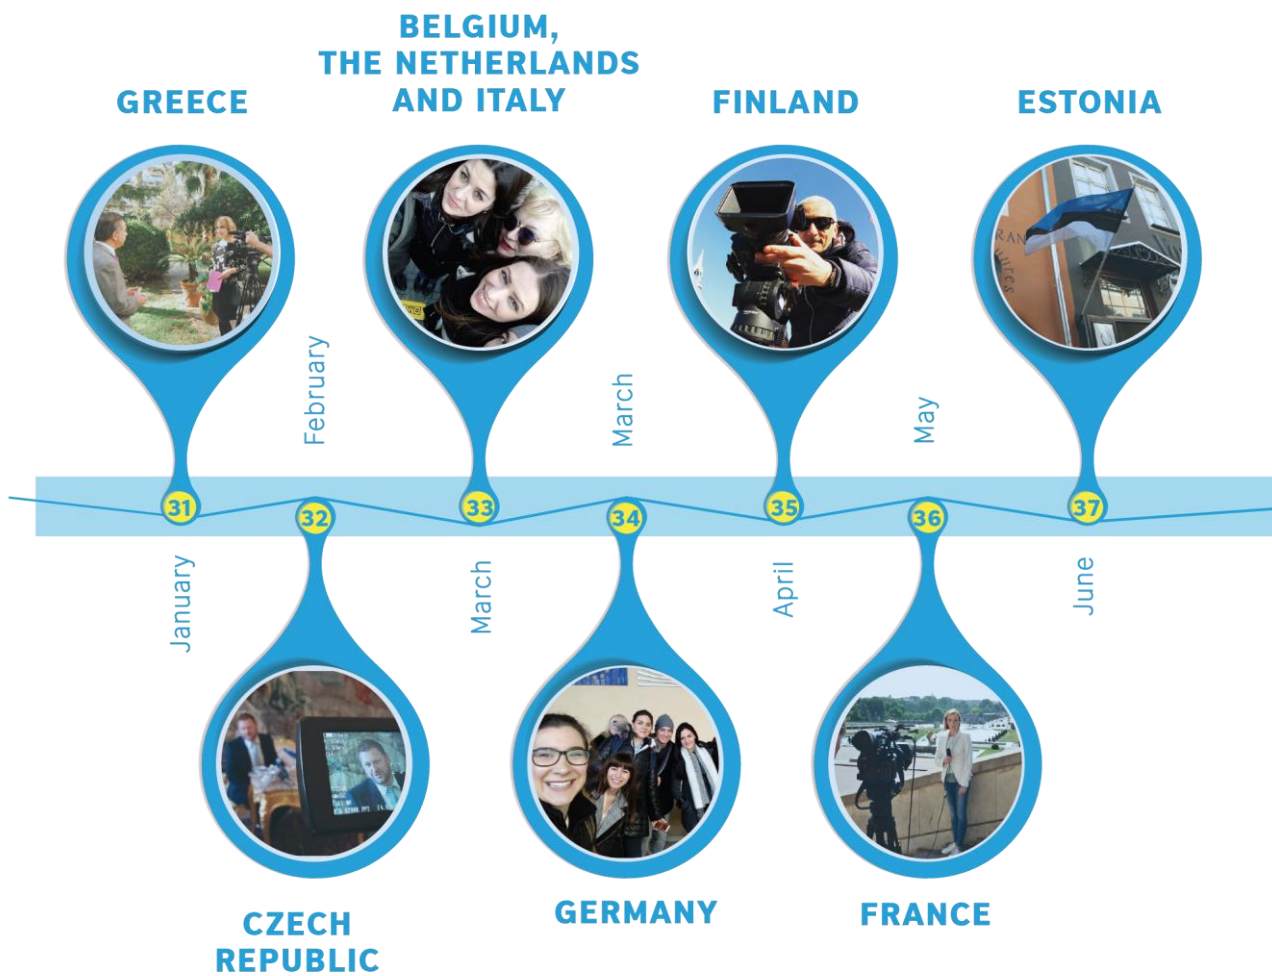 BELGIUM,
THE NETHERLANDS
AND ITALY
GREECE
FINLAND
ESTONIA
RAN
February
March
May
31
32
33
34
35
36
37
January
March
April
June
GERMANY
FRANCE
CZECH
REPUBLIC